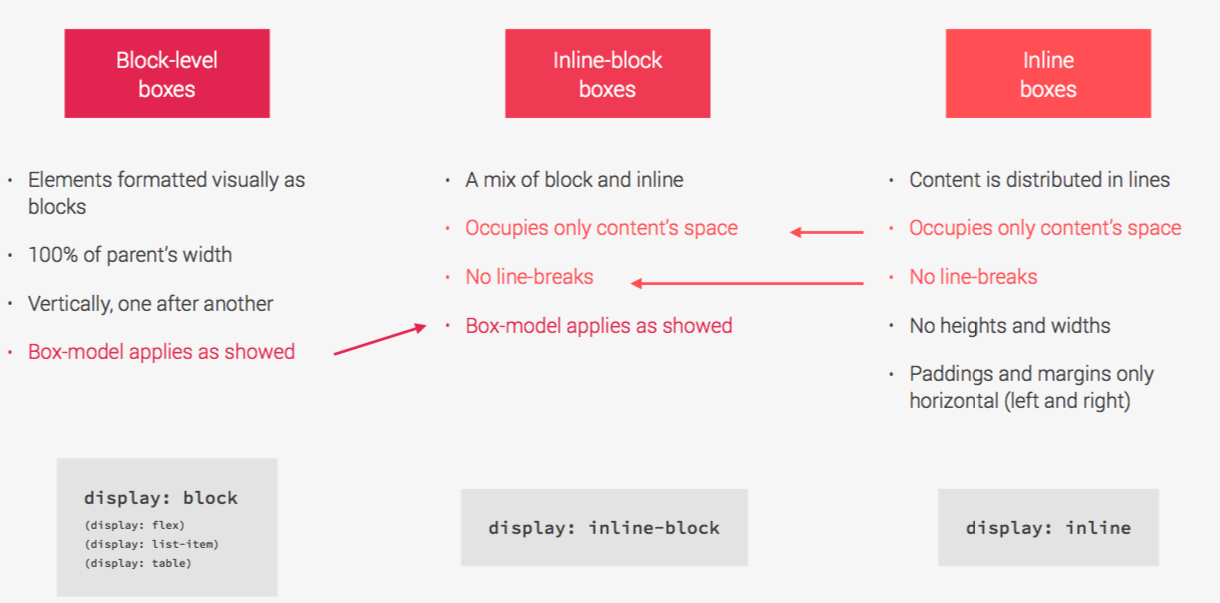 Block-level
boxes
· Elements formatted visually as
blocks
· 100% of parent's width
· Vertically, one after another
· Box-model applies as showed
display: block
(display: flex)
(display: list-item)
(display: table)
Inline-block
boxes
· A mix of block and inline
· Occupies only content's space
· No line-breaks
· Box-model applies as showed
display: inline-block
Inline
boxes
· Content is distributed in lines
· Occupies only content's space
· No line-breaks
· No heights and widths
· Paddings and margins only
horizontal (left and right)
display: inline